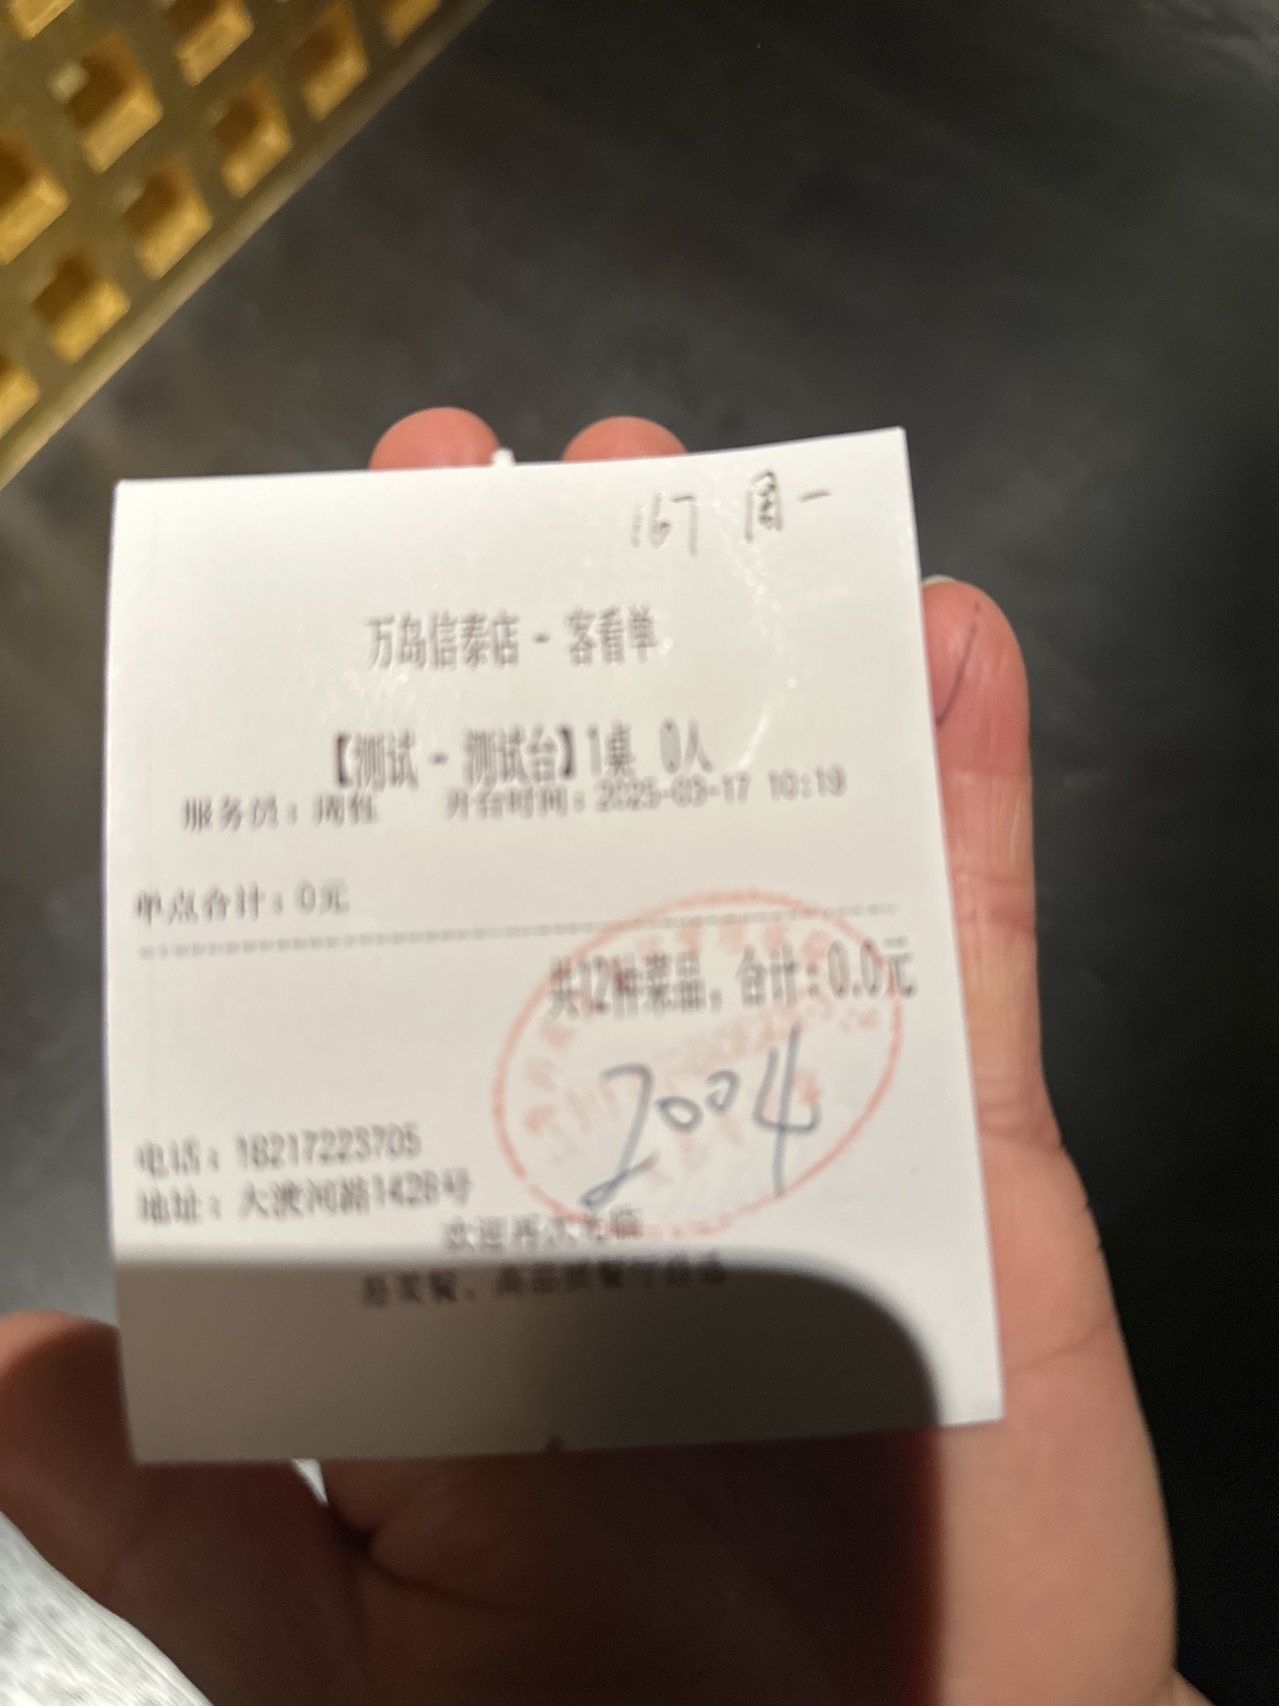 167 周一
万岛信泰店 - 客看单
【测试 - 测试台】1桌 0人
服务员：周 开台时间：2025-03-17 10:19
单点合计：0元
共12种菜品，合计：0.0元
2004
电话：18217223705
地址：大渡河路1428号
欢迎再次光临